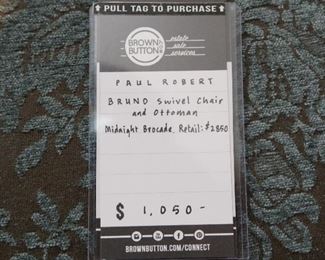 PULL TAG TO PURCHASE
BROWN
BUTTON
estate
sale
services
PAUL ROBERT
BRUNO Swivel Chair
and Ottoman
Midnight Brocade Retail: $2850
$ 1,050-
BROWNBUTTON.COM/CONNECT